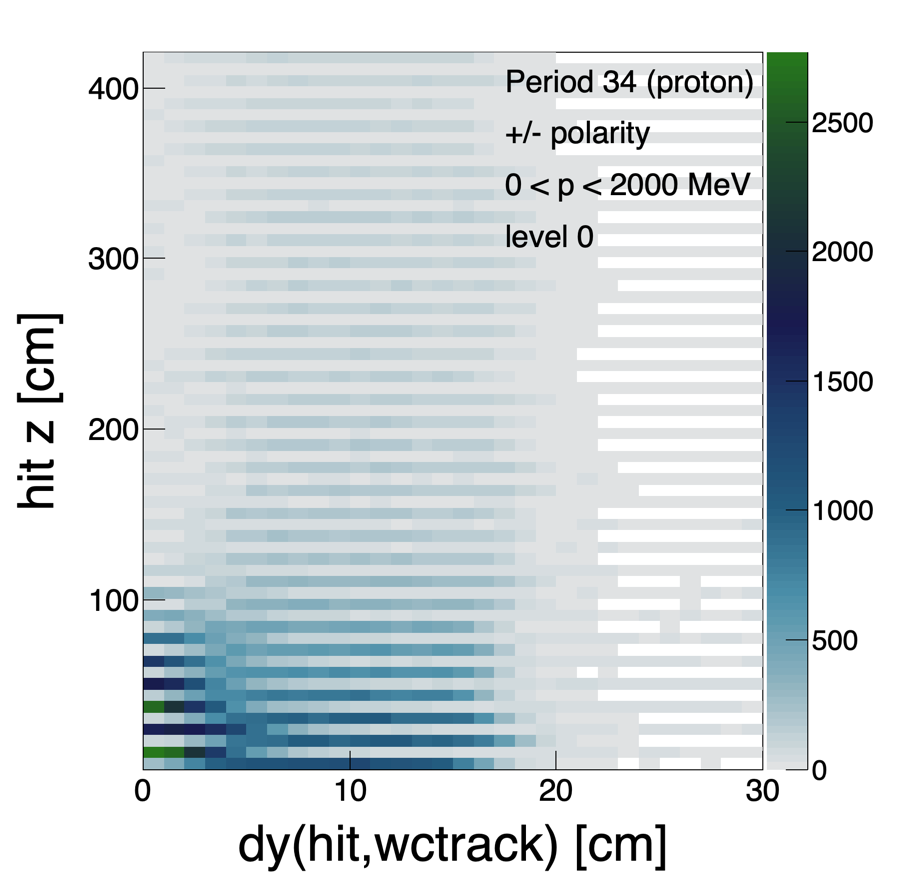 Period 34 (proton)
+/- polarity
0 < p < 2000 MeV
level 0
400
300
200
100
hit z [cm]
0
10
20
30
dy(hit,wctrack) [cm]
2500
2000
1500
1000
500
0